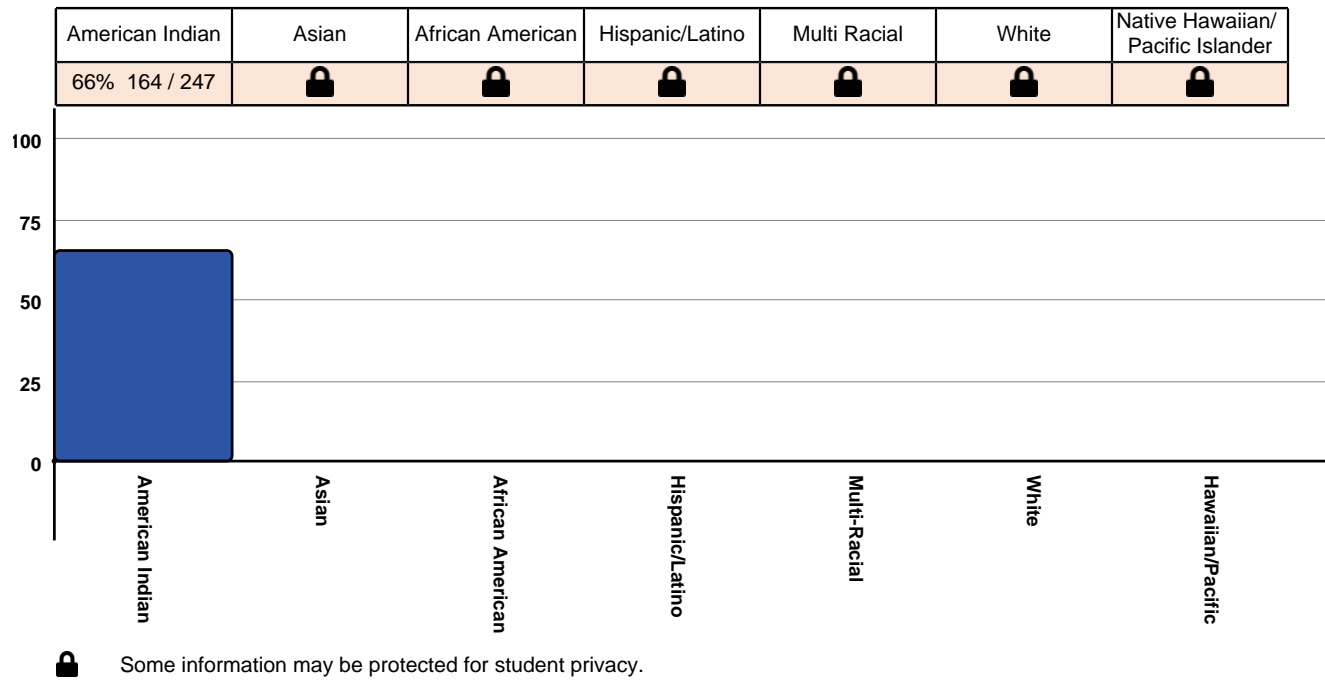 American Indian Asian African American Hispanic/Latino Multi Racial White Native Hawaiian/
Pacific Islander
66% 164 / 247
100
75
50
25
0
American Indian
Asian
African American
Hispanic/Latino
Multi-Racial
White
Hawaiian/Pacific
Some information may be protected for student privacy.